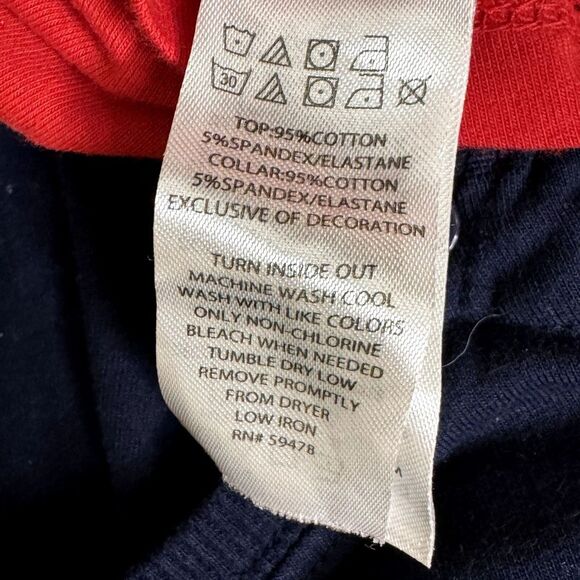 30
TOP:95%COTTON
5%SPANDEX/ELASTANE
COLLAR:95%COTTON
5%SPANDEX/ELASTANE
EXCLUSIVE OF DECORATION
TURN INSIDE OUT
MACHINE WASH COOL
WASH WITH LIKE COLORS
ONLY NON-CHLORINE
BLEACH WHEN NEEDED
TUMBLE DRY LOW
REMOVE PROMPTLY
FROM DRYER
LOW IRON
RN# 59478